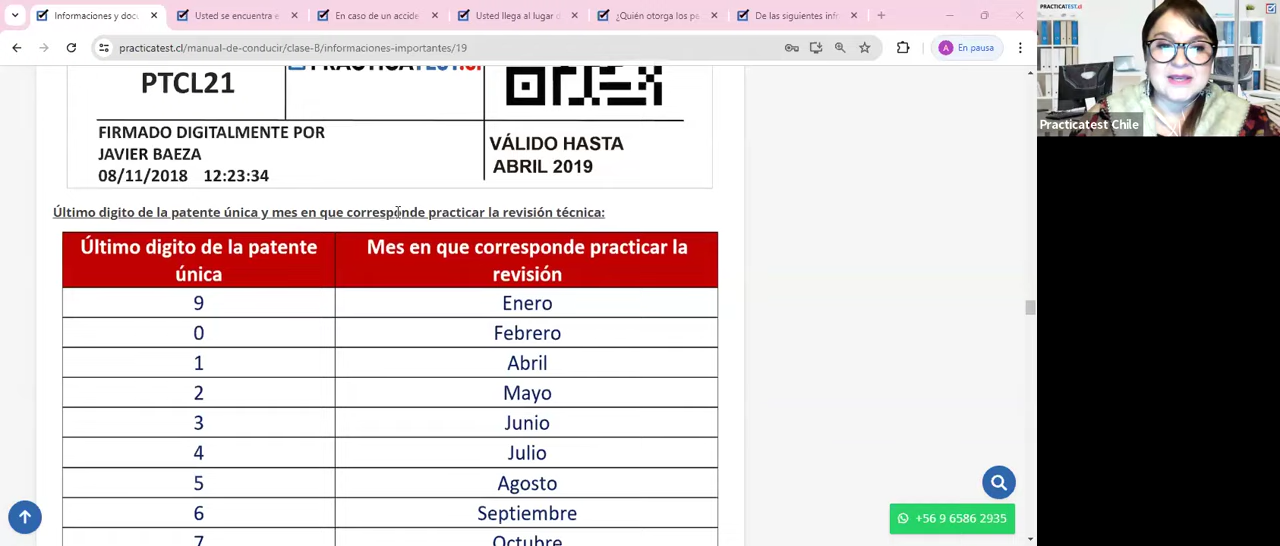 Informaciones y docu
Usted se encuentra e
En caso de un accide
Usted llega al lugar d
¿Quién otorga los pe
De las siguientes infr
practicatest.cl/manual-de-conducir/clase-B/informaciones-importantes/19
A En pausa
PRACTICATEST.cl
Practicatest Chile
PTCL21
FIRMADO DIGITALMENTE POR
JAVIER BAEZA
08/11/2018 12:23:34
VÁLIDO HASTA
ABRIL 2019
Último digito de la patente única y mes en que corresponde practicar la revisión técnica:
Último digito de la patente única
Mes en que corresponde practicar la revisión
9 Enero
0 Febrero
1 Abril
2 Mayo
3 Junio
4 Julio
5 Agosto
6 Septiembre
7 Octubre
+56 9 6586 2935